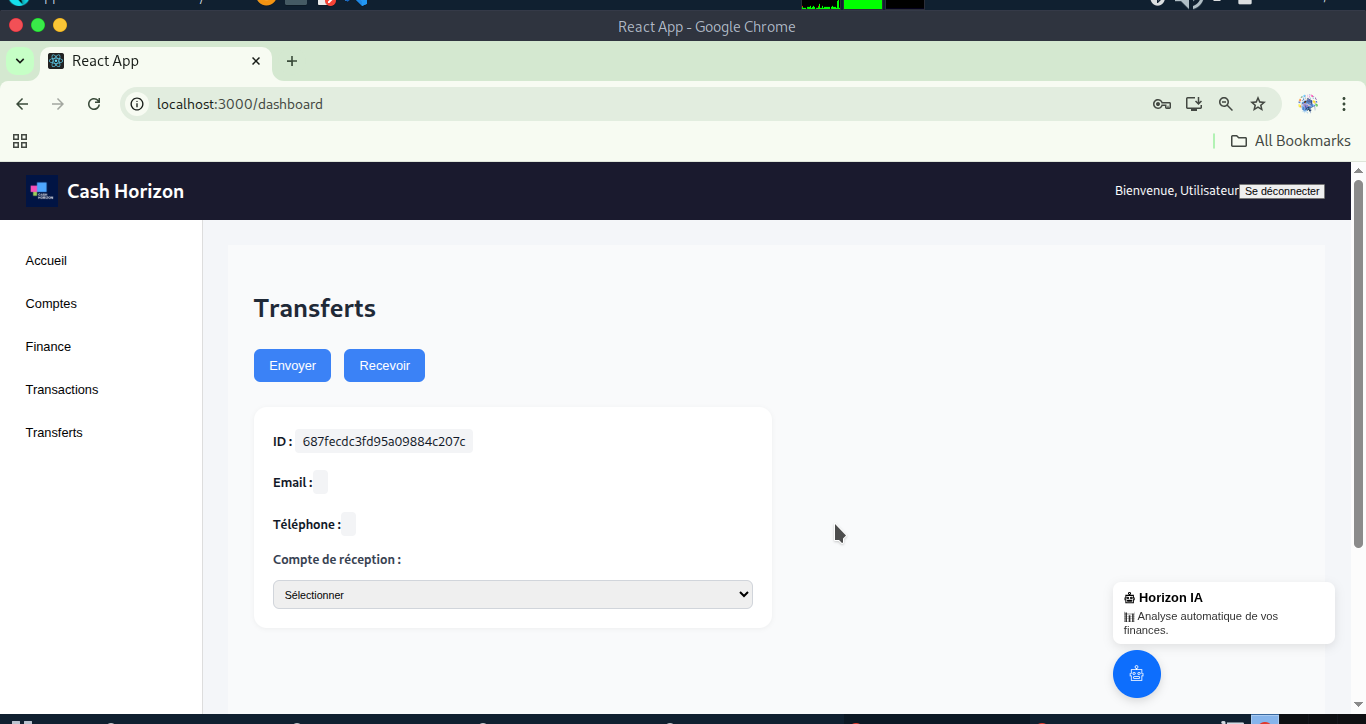 React App - Google Chrome
React App
localhost:3000/dashboard
All Bookmarks
Cash Horizon
Bienvenue, Utilisateur Se déconnecter
Accueil
Comptes
Finance
Transactions
Transferts
Transferts
Envoyer Recevoir
ID : 687fecdc3fd95a09884c207c
Email :
Téléphone :
Compte de réception :
Sélectionner
Horizon IA
Analyse automatique de vos
finances.